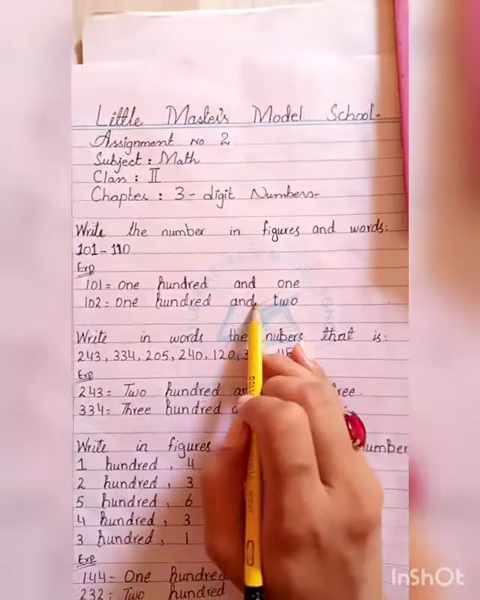 Little Master's Model School.
Assignment No 2
Subject : Math
Class : II
Chapter : 3 - digit Numbers.
Write the number in figures and words:
101 - 110
Exp
101 = One hundred and one
102 = One hundred and two
Write in words the nubers that is:
243, 334, 205, 240, 120, 3
Exp
243 = Two hundred
334 = Three hundred
Write in figures umber
1 hundred, 4
2 hundred, 3
5 hundred, 6
4 hundred, 3
3 hundred, 1
Exp
144 - One hundred
232 = Two hundred
InShOt